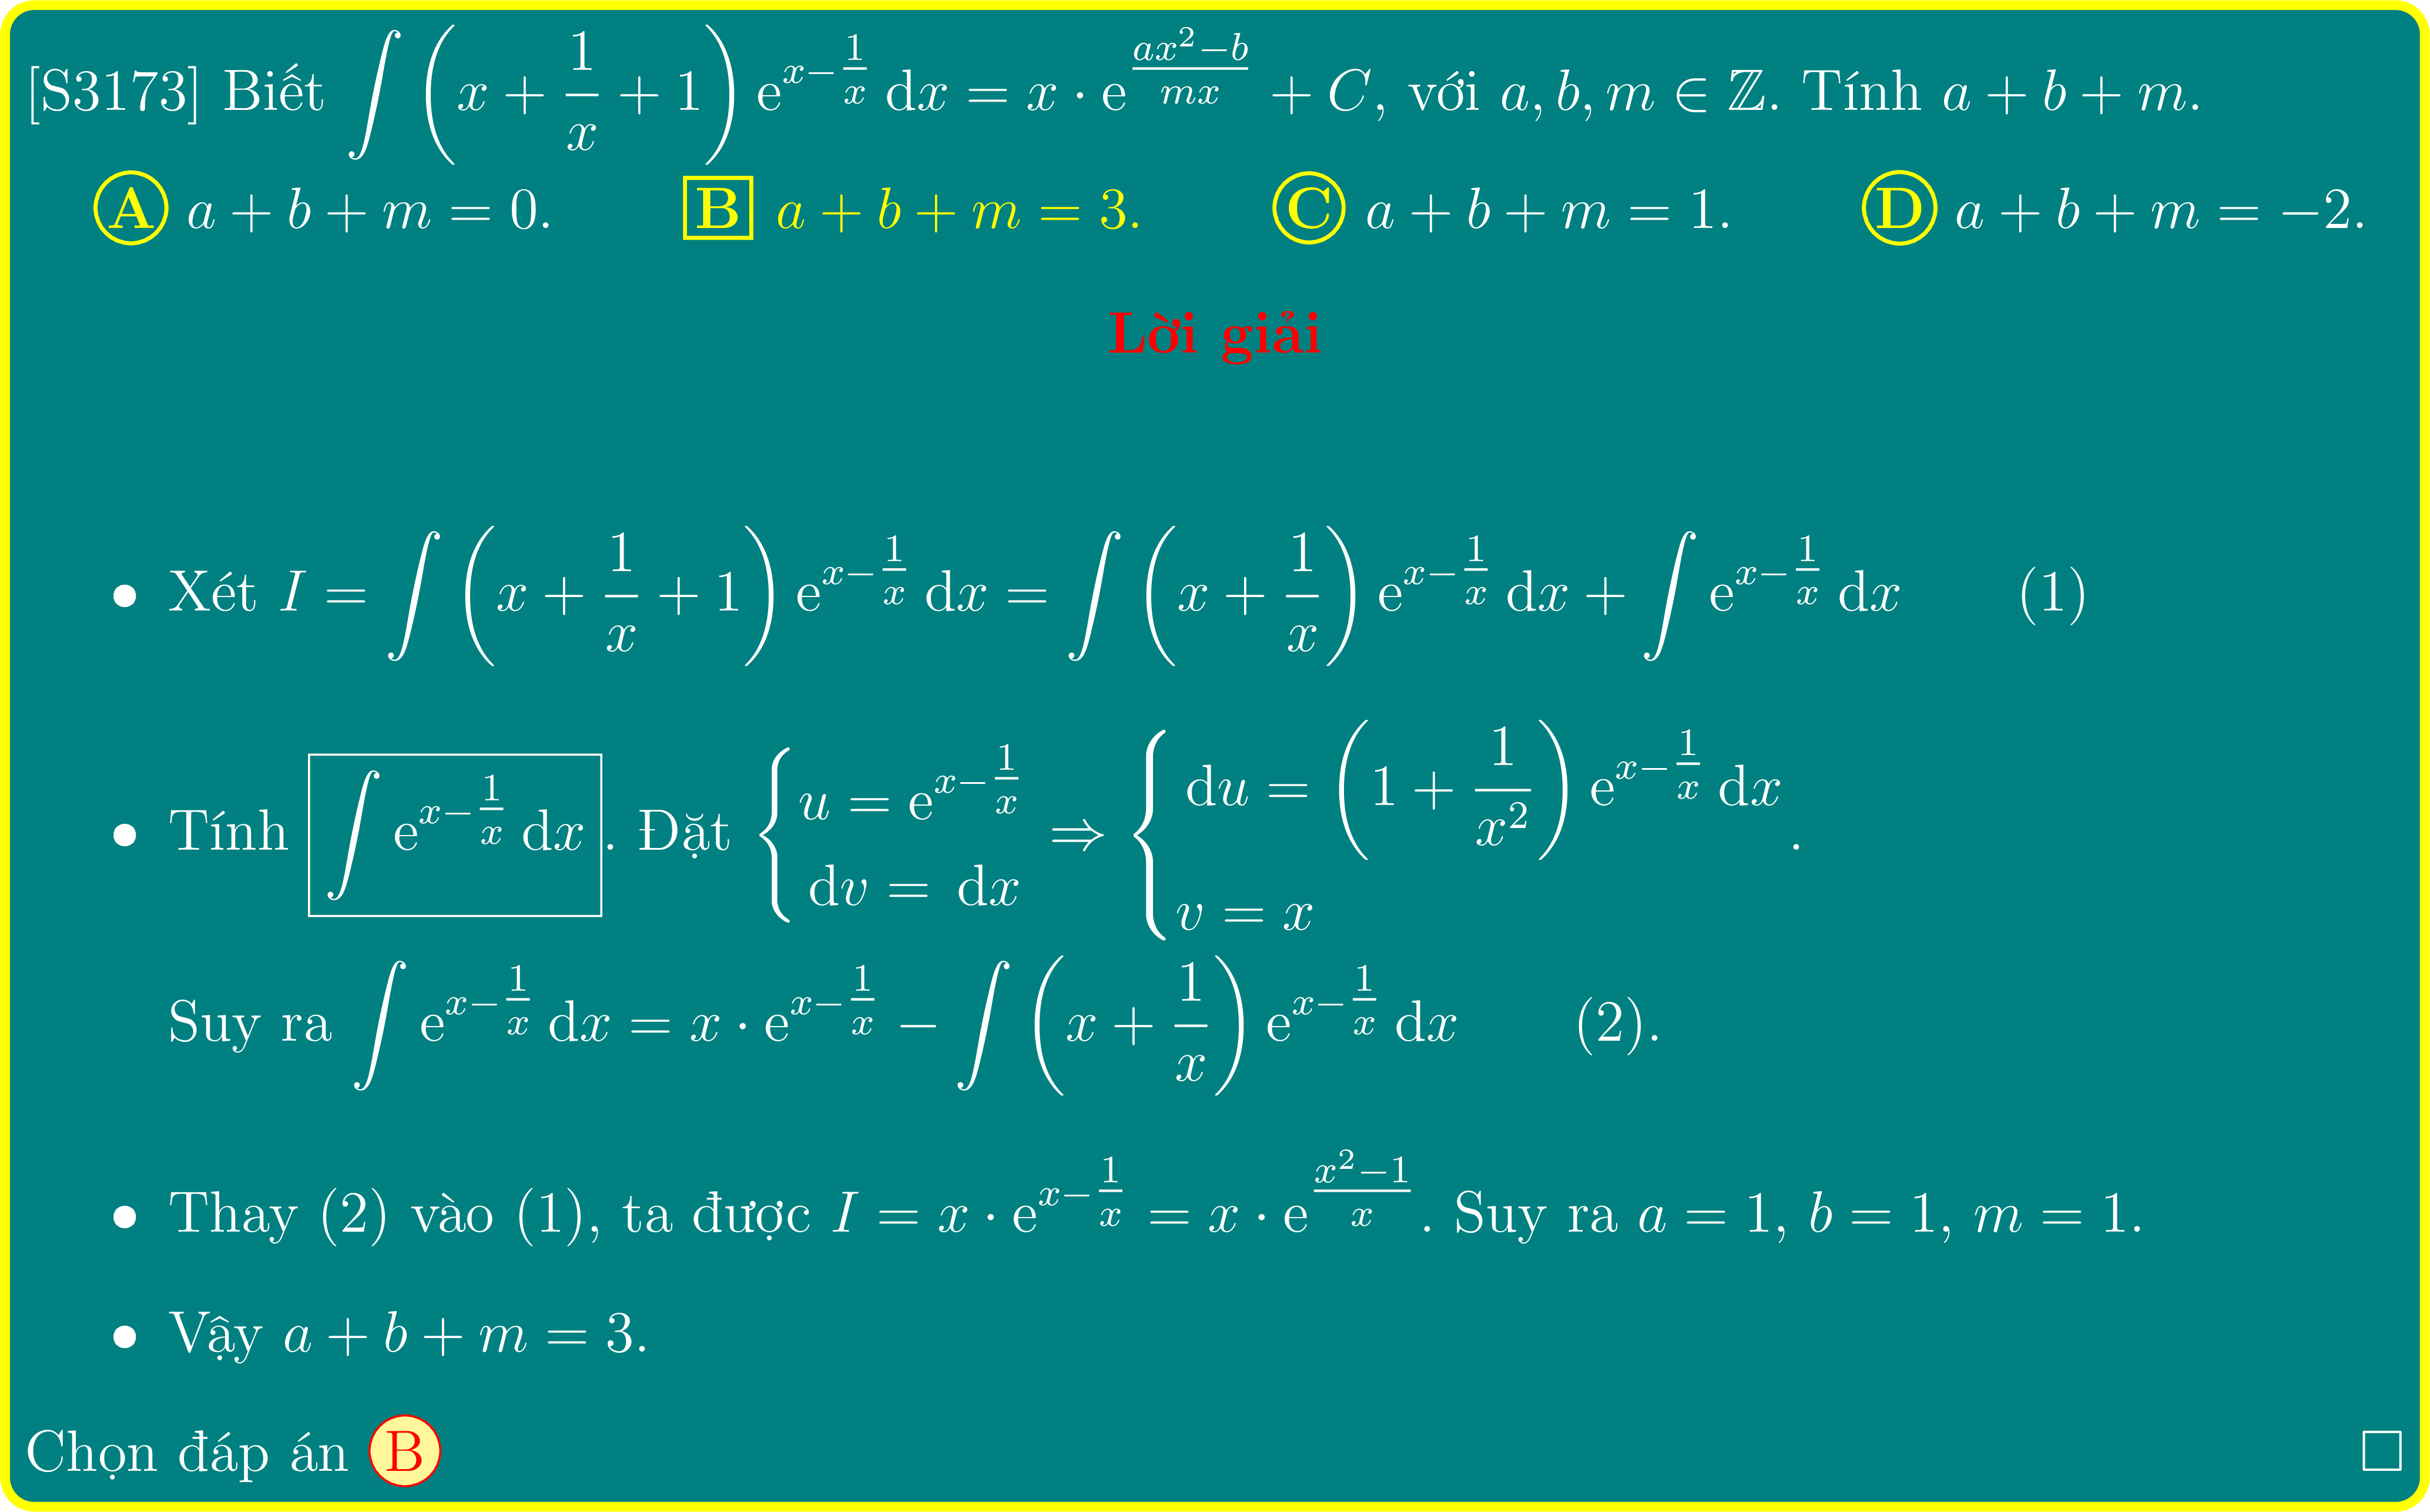 [S3173] Biết $\int \left(x + \frac{1}{x} + 1\right) \mathrm{e}^{x-\frac{1}{x}} \, \mathrm{d}x = x \cdot \mathrm{e}^{\frac{ax^2-b}{mx}} + C$, với $a, b, m \in \mathbb{Z}$. Tính $a + b + m$.
Ⓐ $a + b + m = 0$. 🄱 $a + b + m = 3$. Ⓒ $a + b + m = 1$. Ⓓ $a + b + m = -2$.
Lời giải
• Xét $I = \int \left(x + \frac{1}{x} + 1\right) \mathrm{e}^{x-\frac{1}{x}} \, \mathrm{d}x = \int \left(x + \frac{1}{x}\right) \mathrm{e}^{x-\frac{1}{x}} \, \mathrm{d}x + \int \mathrm{e}^{x-\frac{1}{x}} \, \mathrm{d}x \qquad (1)$
• Tính $\boxed{\int \mathrm{e}^{x-\frac{1}{x}} \, \mathrm{d}x}$. Đặt $\begin{cases} u = \mathrm{e}^{x-\frac{1}{x}} \\ \mathrm{d}v = \mathrm{d}x \end{cases} \Rightarrow \begin{cases} \mathrm{d}u = \left(1 + \frac{1}{x^2}\right) \mathrm{e}^{x-\frac{1}{x}} \, \mathrm{d}x \\ v = x \end{cases}$.
Suy ra $\int \mathrm{e}^{x-\frac{1}{x}} \, \mathrm{d}x = x \cdot \mathrm{e}^{x-\frac{1}{x}} - \int \left(x + \frac{1}{x}\right) \mathrm{e}^{x-\frac{1}{x}} \, \mathrm{d}x \qquad (2)$.
• Thay (2) vào (1), ta được $I = x \cdot \mathrm{e}^{x-\frac{1}{x}} = x \cdot \mathrm{e}^{\frac{x^2-1}{x}}$. Suy ra $a = 1$, $b = 1$, $m = 1$.
• Vậy $a + b + m = 3$.
Chọn đáp án Ⓑ □